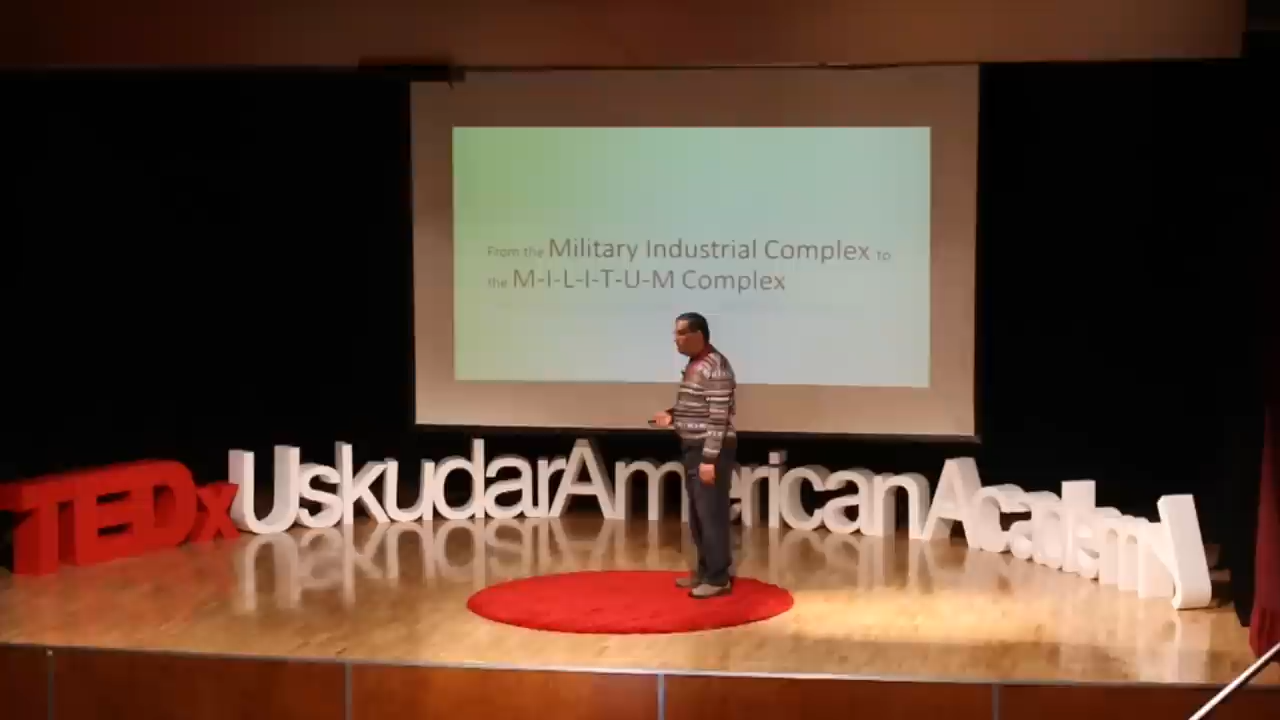 From the Military Industrial Complex to
the M-I-L-I-T-U-M Complex
TEDxUskudarAmericanAcademy